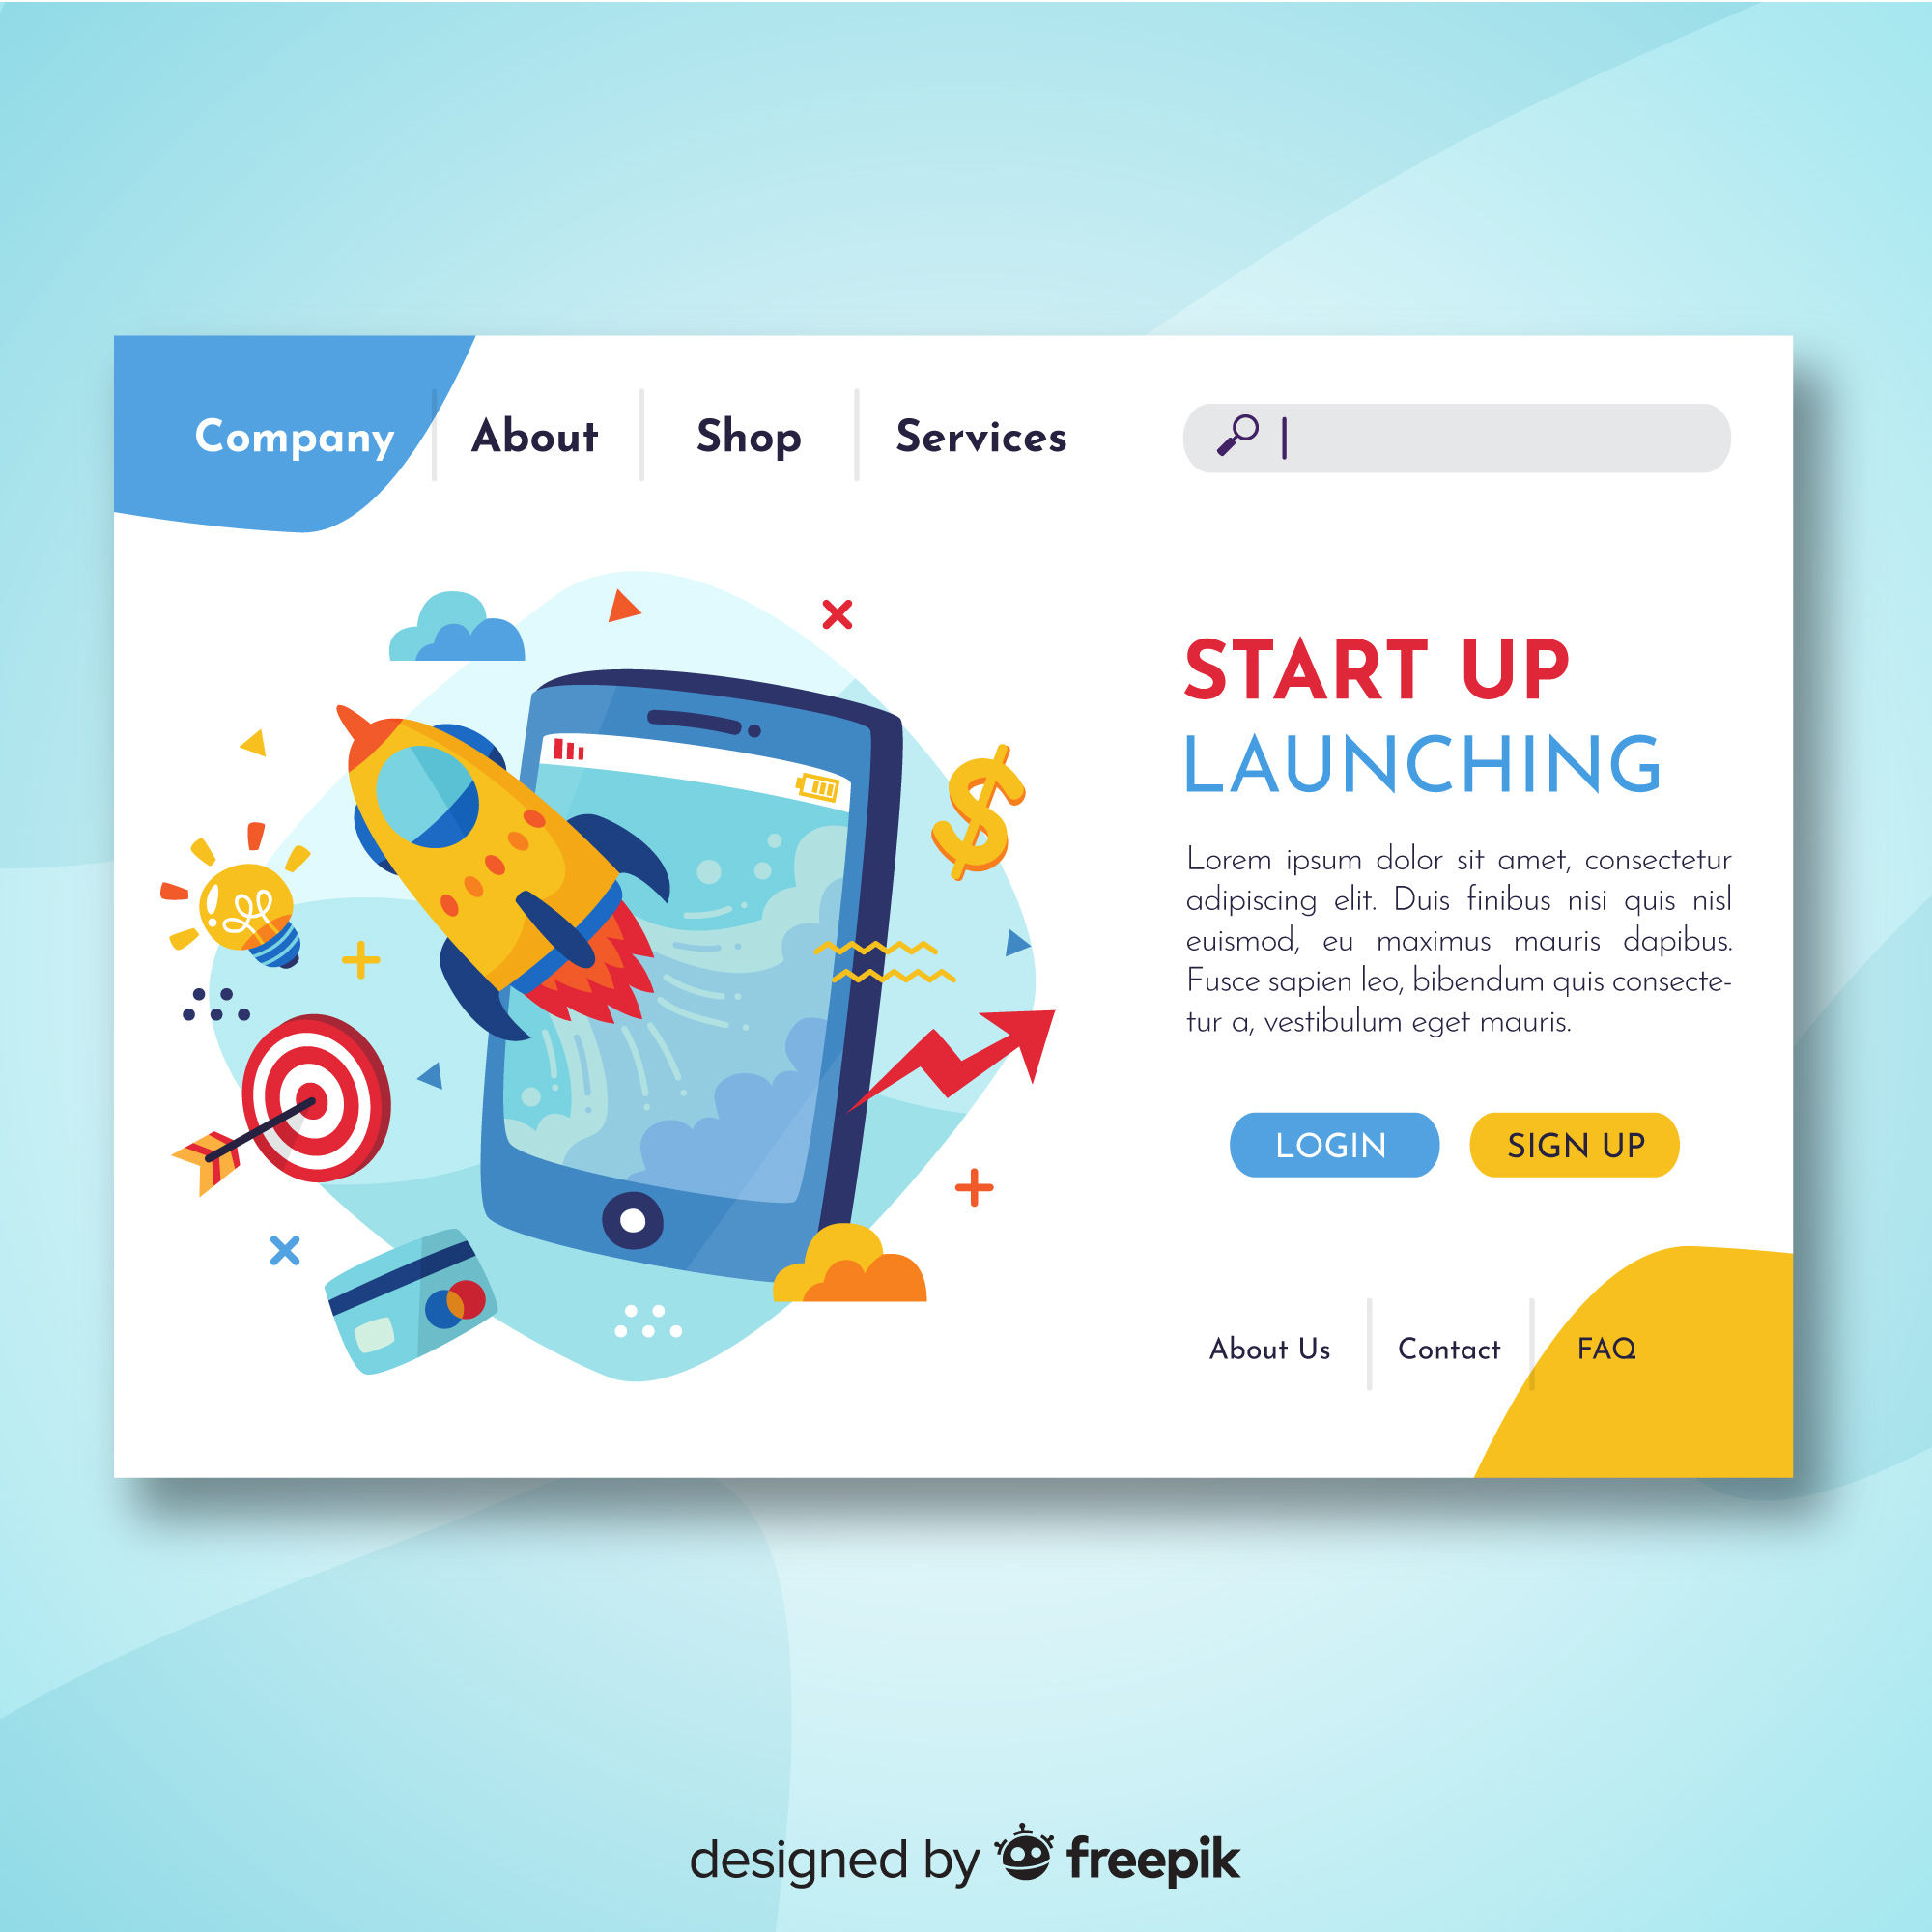 Company About Shop Services
START UP
LAUNCHING
Lorem ipsum dolor sit amet, consectetur
adipiscing elit. Duis finibus nisi quis nisl
euismod, eu maximus mauris dapibus.
Fusce sapien leo, bibendum quis consecte-
tur a, vestibulum eget mauris.
LOGIN SIGN UP
About Us Contact FAQ
designed by freepik